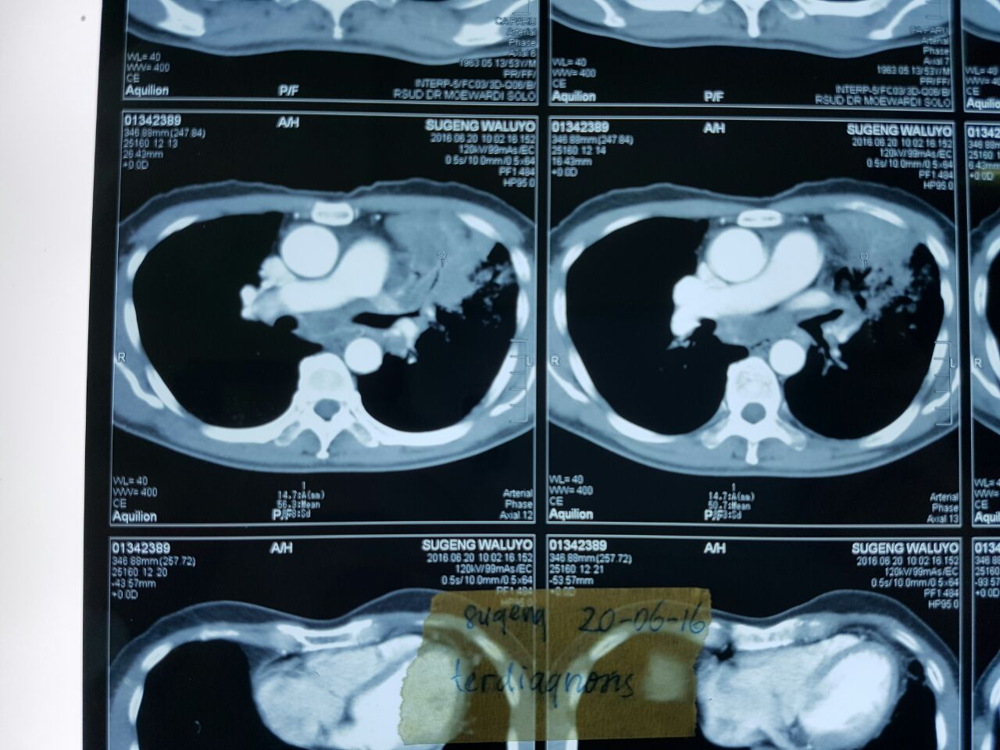 CA PARU
Arterial
Phase
Axial 6
1963 05 13/53Y/M
PR/FF/
INTERP-5/FC03/3D-Q06/B/
RSUD DR MOEWARDI SOLO
WL= 40
WW= 400
CE
Aquilion
P/F
CA PARU
Arterial
Phase
Axial 7
1963 05 13/53Y/M
PR/FF/
INTERP-5/FC03/3D-Q06/B/
RSUD DR MOEWARDI SOLO
WL= 40
WW= 400
CE
Aquilion
P/F
01342389
346.88mm(247.84)
25160 12 13
26.43mm
+0.0D
A/H
SUGENG WALUYO
2016 06 20 10 02 16.152
120kV/99mAs/EC
0.5s/10.0mm/0.5x64
PF1.484
HP95.0
R
L
WL= 40
WW= 400
CE
Aquilion
14.7:A(mm)
56.3:Mean
Arterial
Phase
Axial 12
01342389
346.88mm(247.84)
25160 12 14
16.43mm
+0.0D
A/H
SUGENG WALUYO
2016 06 20 10 02 16.152
120kV/99mAs/EC
0.5s/10.0mm/0.5x64
PF1.484
HP95.0
R
L
WL= 40
WW= 400
CE
Aquilion
14.7:A(mm)
50.7:Mean
Arterial
Phase
Axial 13
R
01342389
346.88mm(257.72)
25160 12 20
-43.57mm
+0.0D
A/H
SUGENG WALUYO
2016 06 20 10 02 16.152
120kV/99mAs/EC
0.5s/10.0mm/0.5x64
PF1.484
01342389
346.88mm(257.72)
25160 12 21
-53.57mm
A/H
SUGENG WALUYO
2016 06 20 10 02 16.152
120kV/99mAs/EC
0.5s/10.0mm/0.5x64
PF1.484
HP95.0
sugeng 20-06-16
terdiagnosis